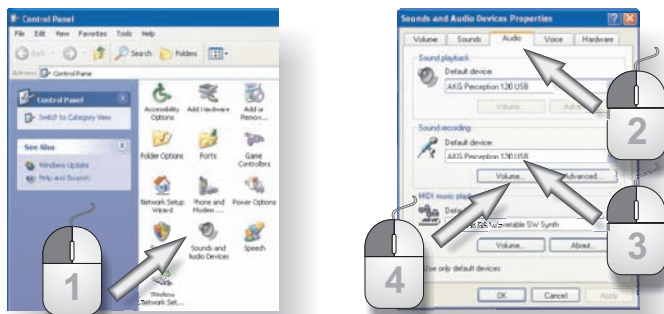 Control Panel
File Edit View Favorites Tools Help
Back Search Folders
Address Control Panel
Control Panel
Switch to Category View
See Also
Windows Update
Help and Support
Accessibility Options
Add Hardware
Add or Remov...
Folder Options
Fonts
Game Controllers
Network Setup Wizard
Phone and Modem ...
Power Options
Sounds and Audio Devices
Speech
Wireless Network Set...
1
Sounds and Audio Devices Properties
Volume Sounds Audio Voice Hardware
Sound playback
Default device:
AKG Perception 120 USB
Volume...
2
Sound recording
Default device:
AKG Perception 120 USB
Volume... Advanced...
MIDI music
SW Synth
Volume... About...
3
4
only default devices
OK Cancel Apply